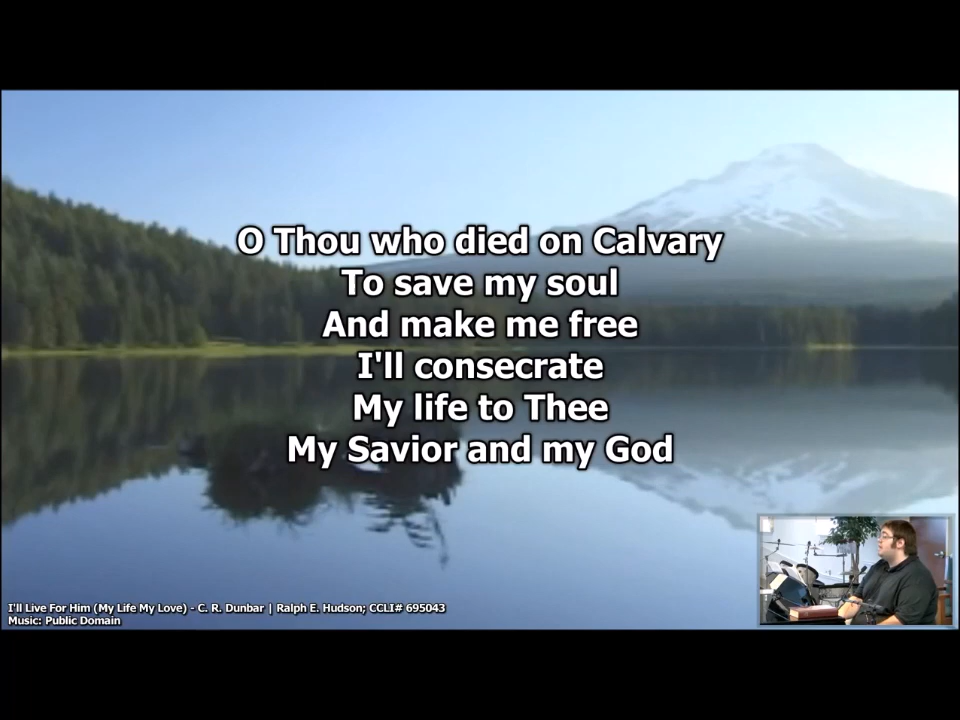 O Thou who died on Calvary
To save my soul
And make me free
I'll consecrate
My life to Thee
My Savior and my God
I'll Live For Him (My Life My Love) - C. R. Dunbar | Ralph E. Hudson; CCLI# 695043
Music: Public Domain